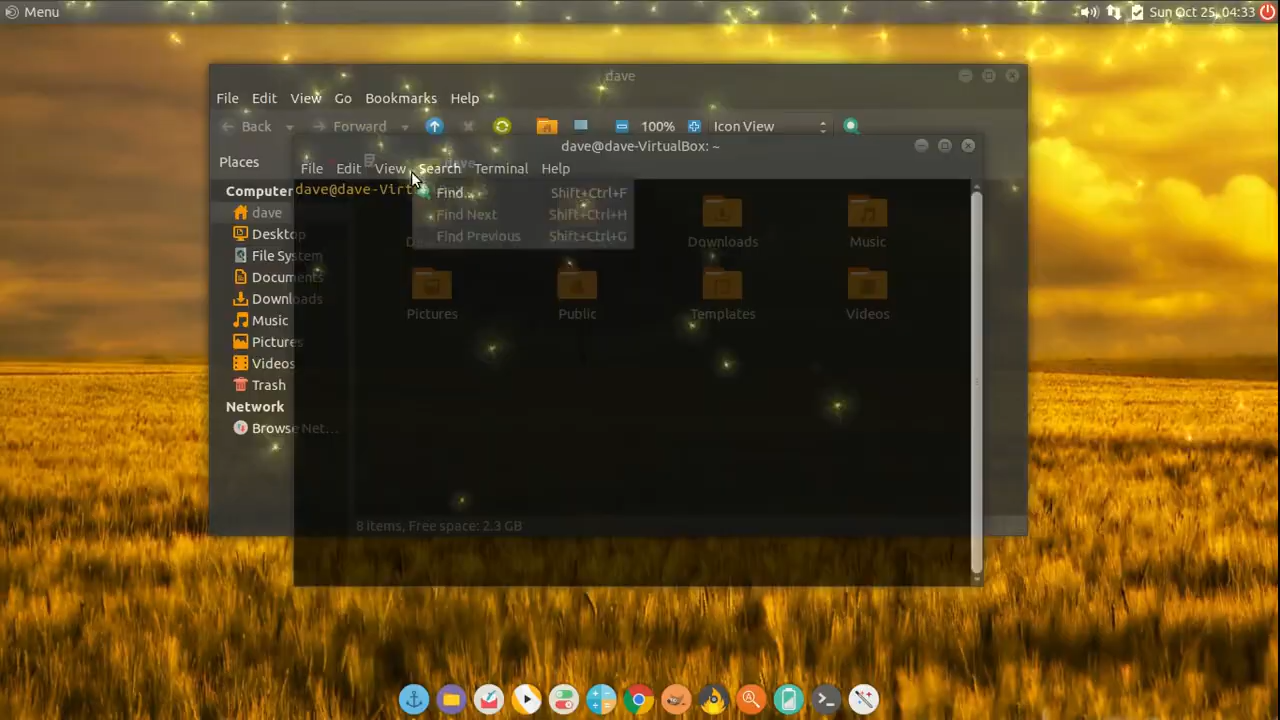 Menu
Sun Oct 25, 04:33
dave
File Edit View Go Bookmarks Help
Back Forward 100% Icon View
dave@dave-VirtualBox: ~
Places
File Edit View Search Terminal Help
Computer
dave@dave-Virt
Find... Shift+Ctrl+F
Find Next Shift+Ctrl+H
Find Previous Shift+Ctrl+G
dave
Desktop
File System
Documents
Downloads
Music
Pictures
Videos
Trash
Network
Browse Net...
Downloads Music
Pictures Public Templates Videos
8 items, Free space: 2.3 GB